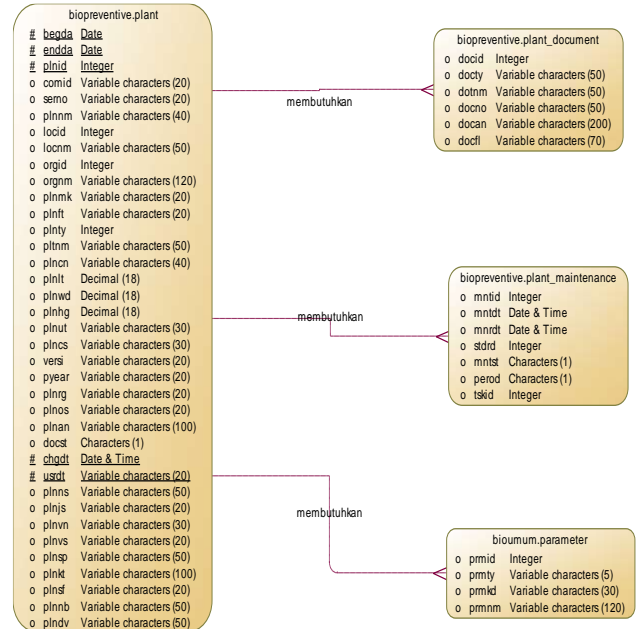 biopreventive.plant
# begda Date
# endda Date
# plnid Integer
o comid Variable characters (20)
o serno Variable characters (20)
o plnnm Variable characters (40)
o locid Integer
o locnm Variable characters (50)
o orgid Integer
o orgnm Variable characters (120)
o plnmk Variable characters (20)
o plnft Variable characters (20)
o plnty Integer
o pltnm Variable characters (50)
o plncn Variable characters (40)
o plnlt Decimal (18)
o plnwd Decimal (18)
o plnhg Decimal (18)
o plnut Variable characters (30)
o plncs Variable characters (30)
o versi Variable characters (20)
o pyear Variable characters (20)
o plnrg Variable characters (20)
o plnos Variable characters (20)
o plnan Variable characters (100)
o docst Characters (1)
# chgdt Date & Time
# usrdt Variable characters (20)
o plnns Variable characters (50)
o plnjs Variable characters (20)
o plnvn Variable characters (30)
o plnvs Variable characters (20)
o plnsp Variable characters (50)
o plnkt Variable characters (100)
o plnsf Variable characters (20)
o plnnb Variable characters (50)
o plndv Variable characters (50)
membutuhkan
biopreventive.plant_document
o docid Integer
o docty Variable characters (50)
o dotnm Variable characters (50)
o docno Variable characters (50)
o docan Variable characters (200)
o docfl Variable characters (70)
membutuhkan
biopreventive.plant_maintenance
o mntid Integer
o mntdt Date & Time
o mnrdt Date & Time
o stdrd Integer
o mntst Characters (1)
o perod Characters (1)
o tskid Integer
membutuhkan
bioumum.parameter
o prmid Integer
o prmty Variable characters (5)
o prmkd Variable characters (30)
o prmnm Variable characters (120)